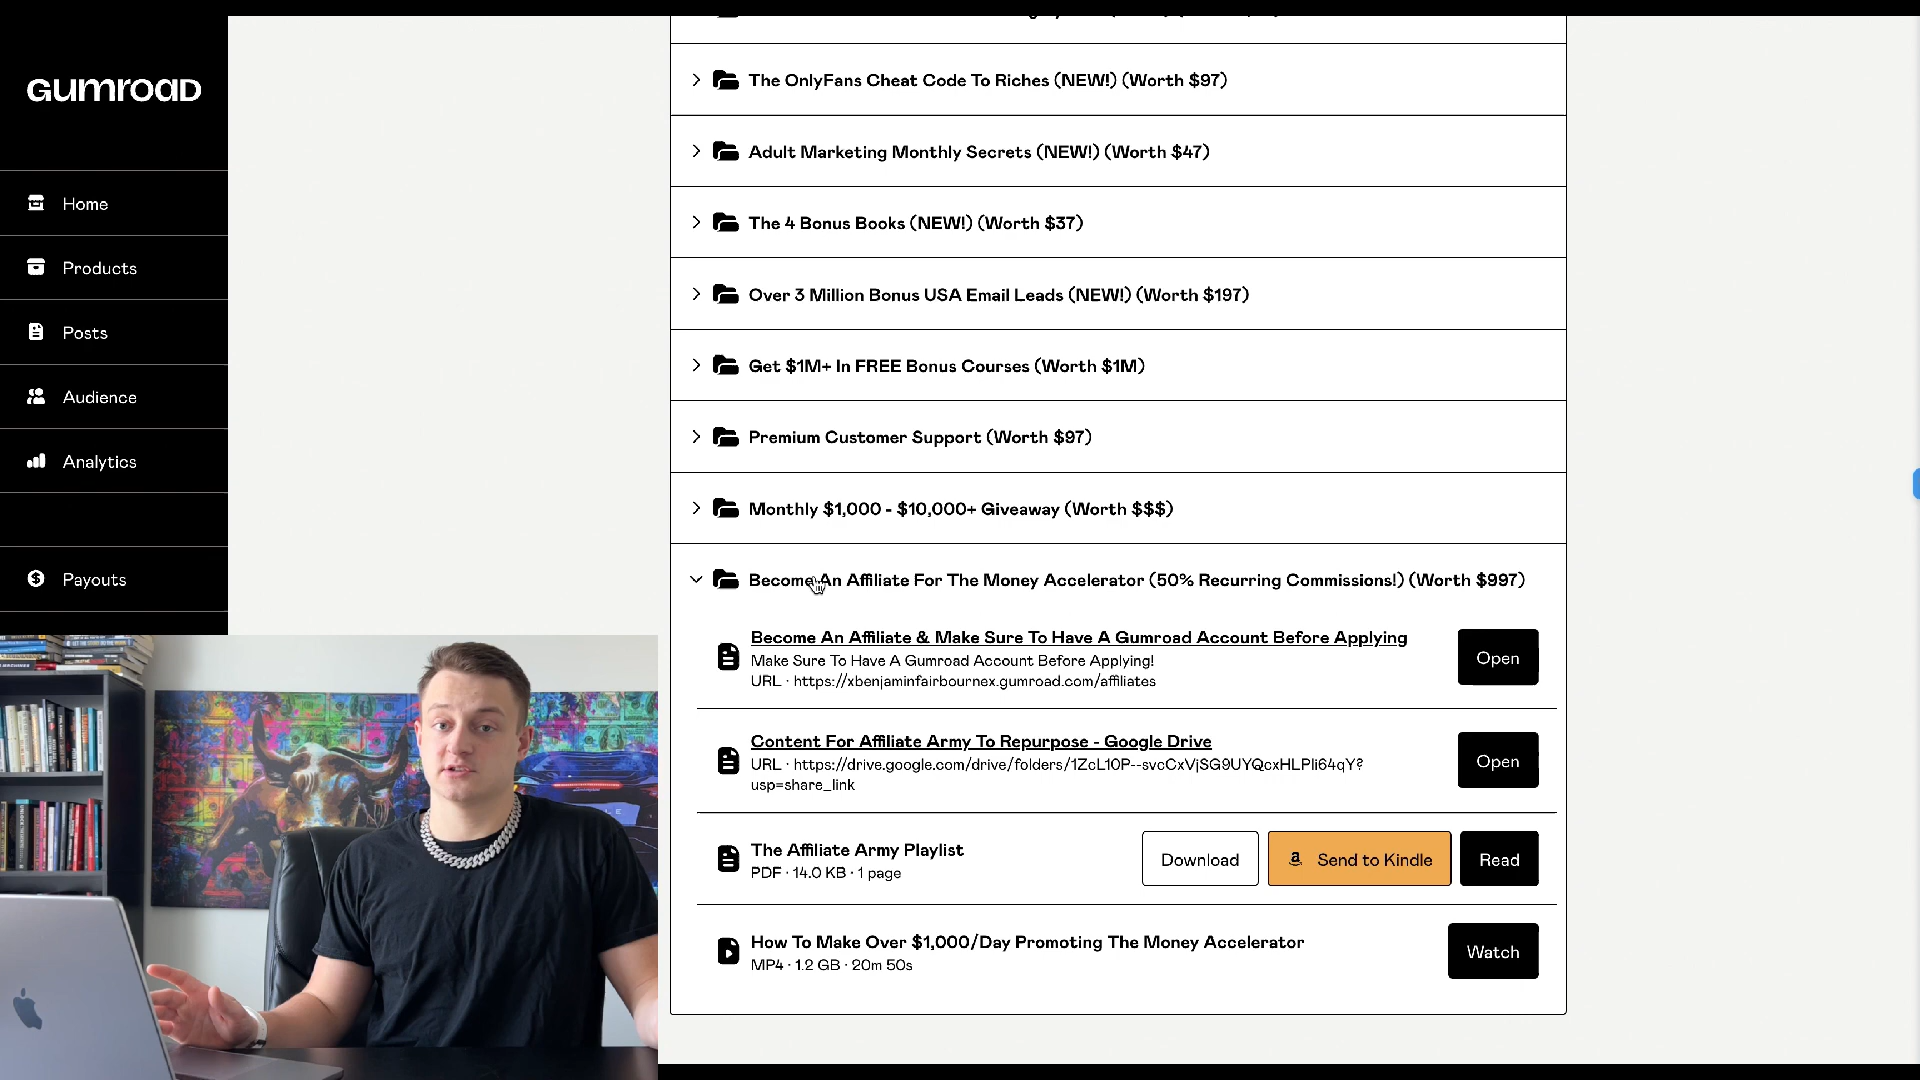 GUMROAD
Home
Products
Posts
Audience
Analytics
Payouts
The OnlyFans Cheat Code To Riches (NEW!) (Worth $97)
Adult Marketing Monthly Secrets (NEW!) (Worth $47)
The 4 Bonus Books (NEW!) (Worth $37)
Over 3 Million Bonus USA Email Leads (NEW!) (Worth $197)
Get $1M+ In FREE Bonus Courses (Worth $1M)
Premium Customer Support (Worth $97)
Monthly $1,000 - $10,000+ Giveaway (Worth $$$)
Become An Affiliate For The Money Accelerator (50% Recurring Commissions!) (Worth $997)
Become An Affiliate & Make Sure To Have A Gumroad Account Before Applying
Make Sure To Have A Gumroad Account Before Applying!
URL · https://xbenjaminfairbournex.gumroad.com/affiliates
Open
Content For Affiliate Army To Repurpose - Google Drive
URL · https://drive.google.com/drive/folders/1ZcL10P--svcCxVjSG9UYQcxHLPli64qY?
usp=share_link
Open
The Affiliate Army Playlist
PDF · 14.0 KB · 1 page
Download
Send to Kindle
Read
How To Make Over $1,000/Day Promoting The Money Accelerator
MP4 · 1.2 GB · 20m 50s
Watch